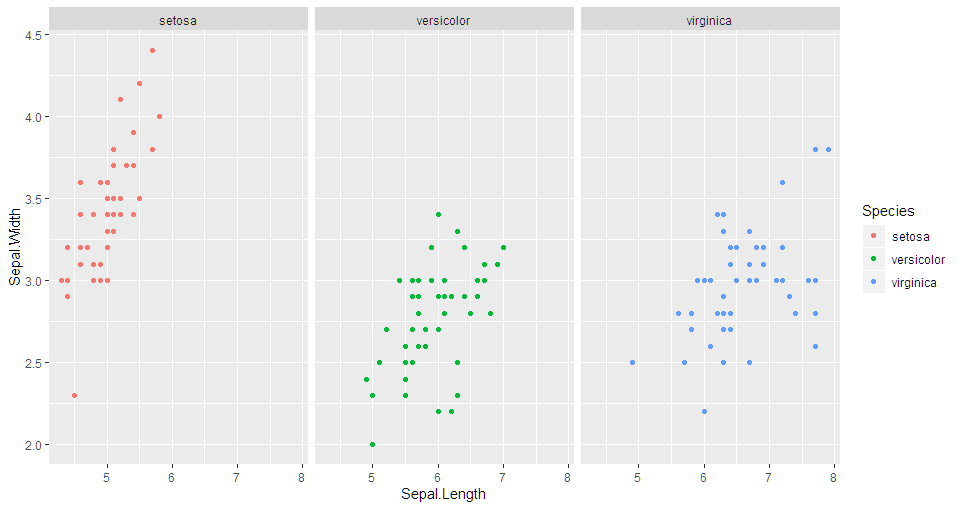 setosa versicolor virginica
4.5
4.0
3.5
3.0
2.5
2.0
Sepal.Width
5 6 7 8 5 6 7 8 5 6 7 8
Sepal.Length
Species
setosa
versicolor
virginica